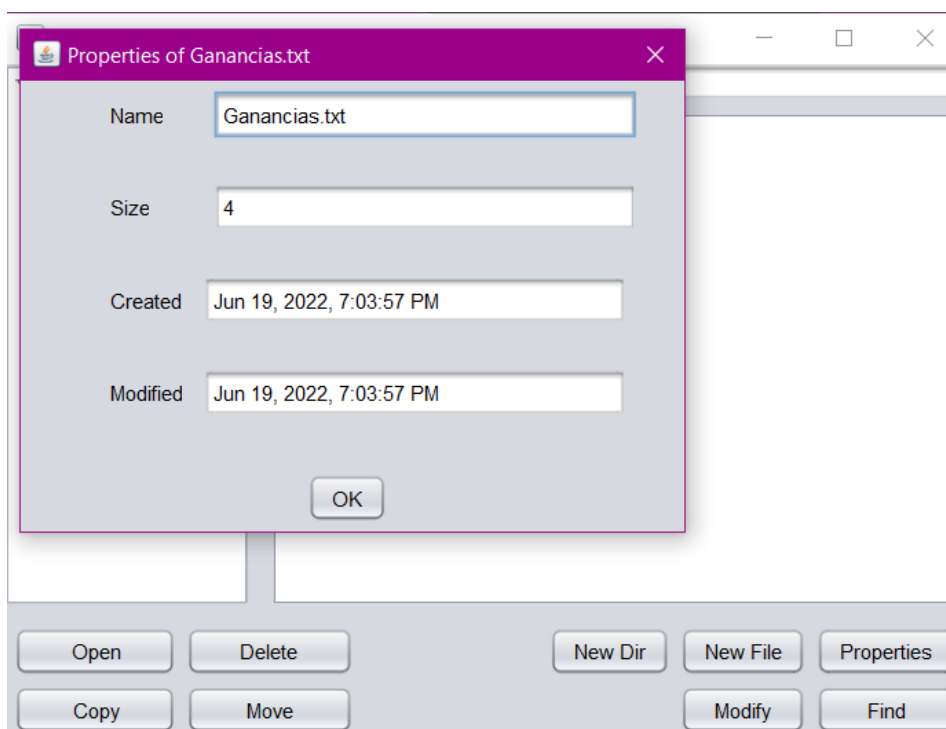 Properties of Ganancias.txt
Name Ganancias.txt
Size 4
Created Jun 19, 2022, 7:03:57 PM
Modified Jun 19, 2022, 7:03:57 PM
OK
Open Delete New Dir New File Properties
Copy Move Modify Find